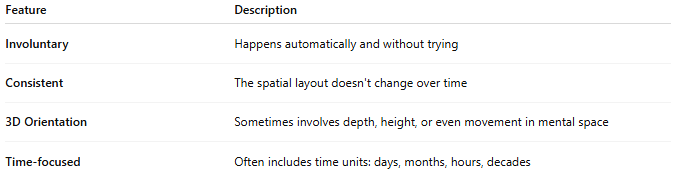 Feature Description
Involuntary Happens automatically and without trying
Consistent The spatial layout doesn't change over time
3D Orientation Sometimes involves depth, height, or even movement in mental space
Time-focused Often includes time units: days, months, hours, decades